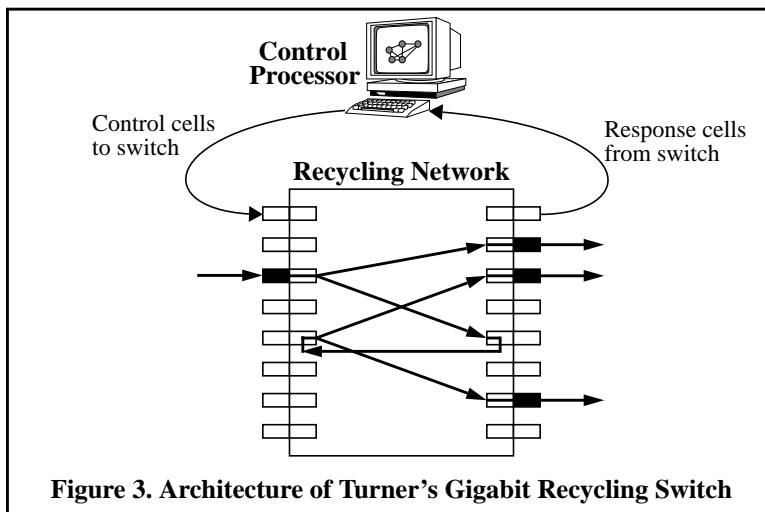 Control
Processor
Control cells
to switch
Response cells
from switch
Recycling Network
Figure 3. Architecture of Turner’s Gigabit Recycling Switch